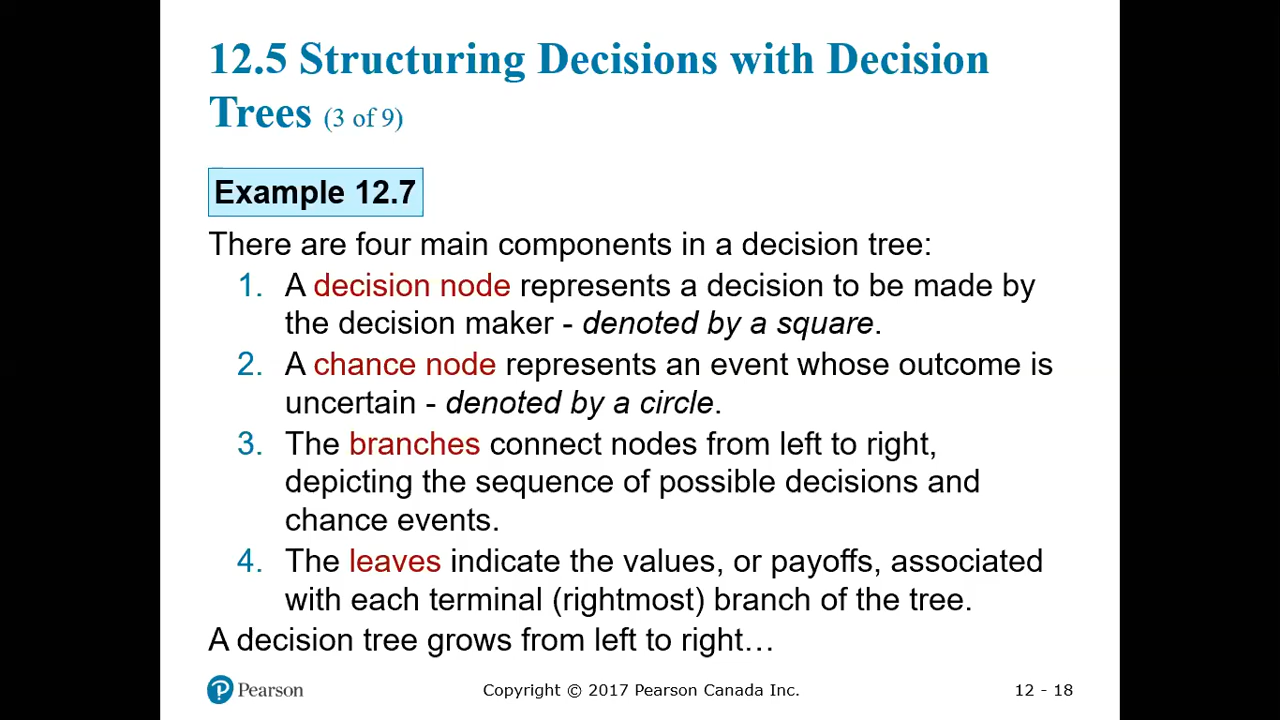 12.5 Structuring Decisions with Decision
Trees (3 of 9)
Example 12.7
There are four main components in a decision tree:
1. A decision node represents a decision to be made by
the decision maker - denoted by a square.
2. A chance node represents an event whose outcome is
uncertain - denoted by a circle.
3. The branches connect nodes from left to right,
depicting the sequence of possible decisions and
chance events.
4. The leaves indicate the values, or payoffs, associated
with each terminal (rightmost) branch of the tree.
A decision tree grows from left to right…
P Pearson
Copyright © 2017 Pearson Canada Inc.
12 - 18